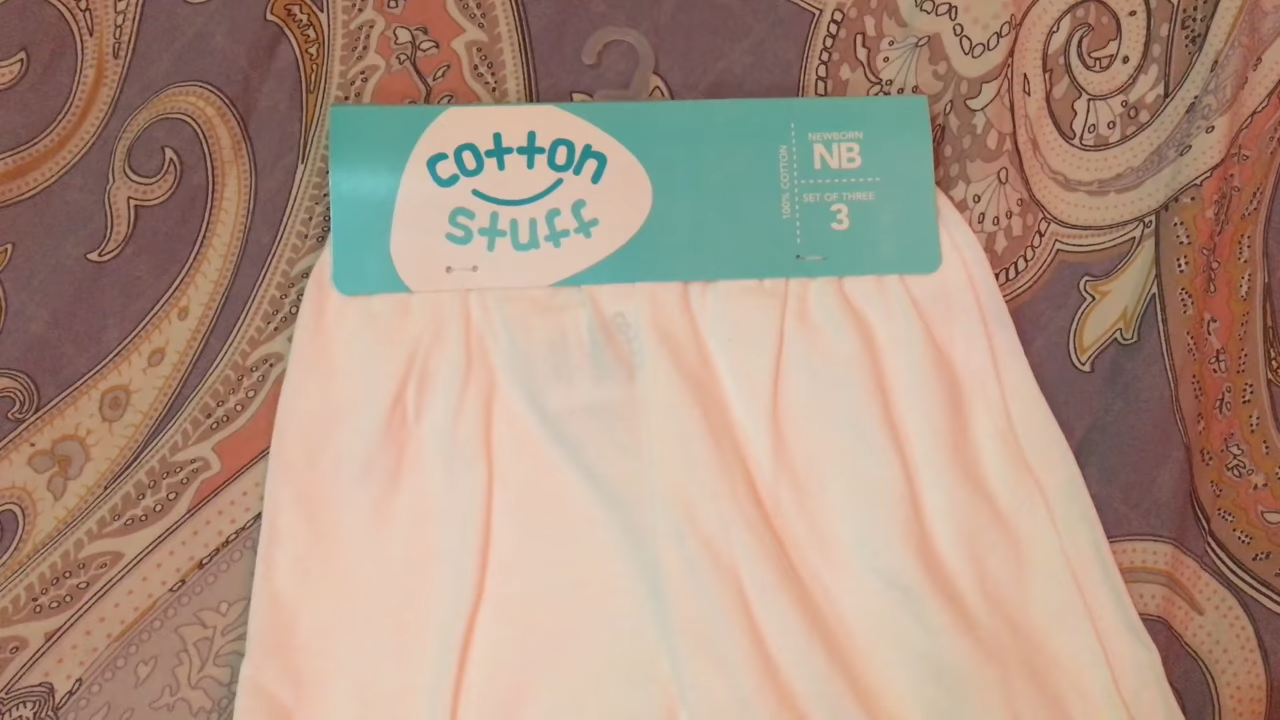 cotton
stuff
100% COTTON
NEWBORN
NB
SET OF THREE
3